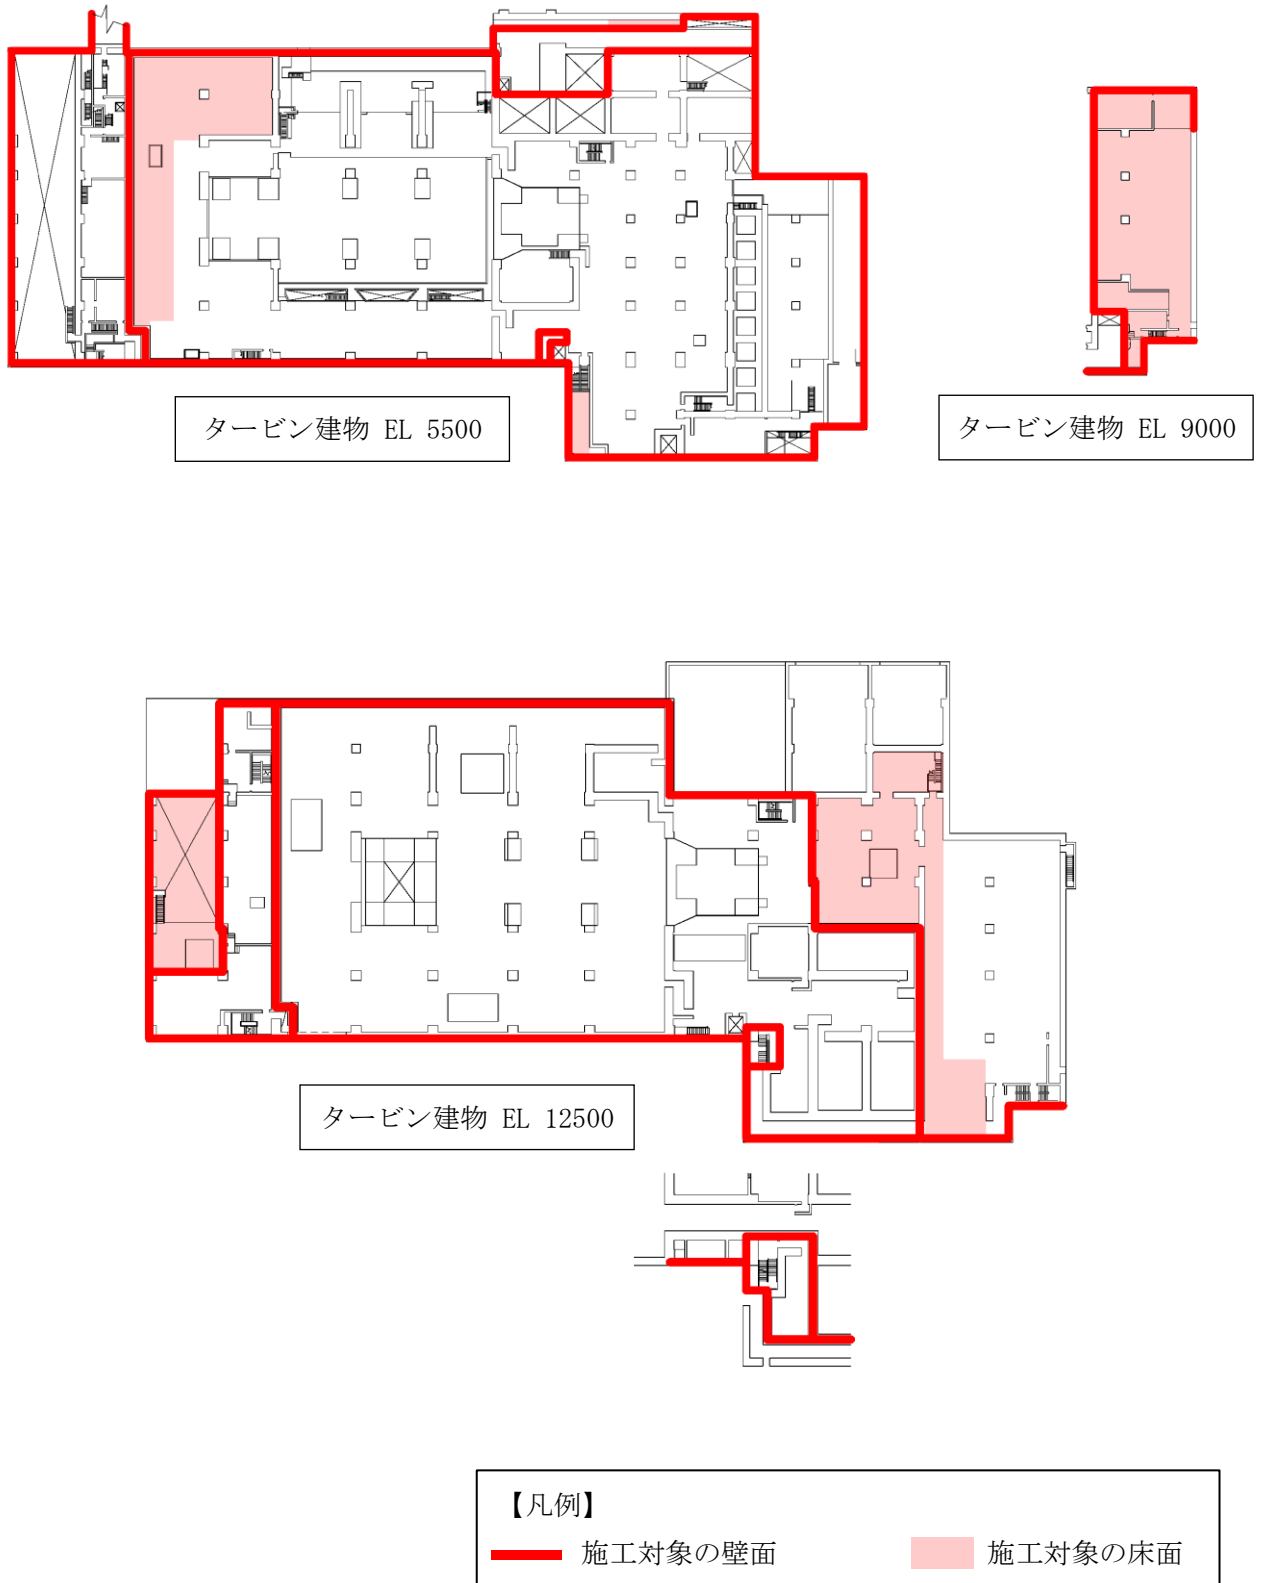 タービン建物 EL 5500
タービン建物 EL 9000
タービン建物 EL 12500
【凡例】
施工対象の壁面
施工対象の床面